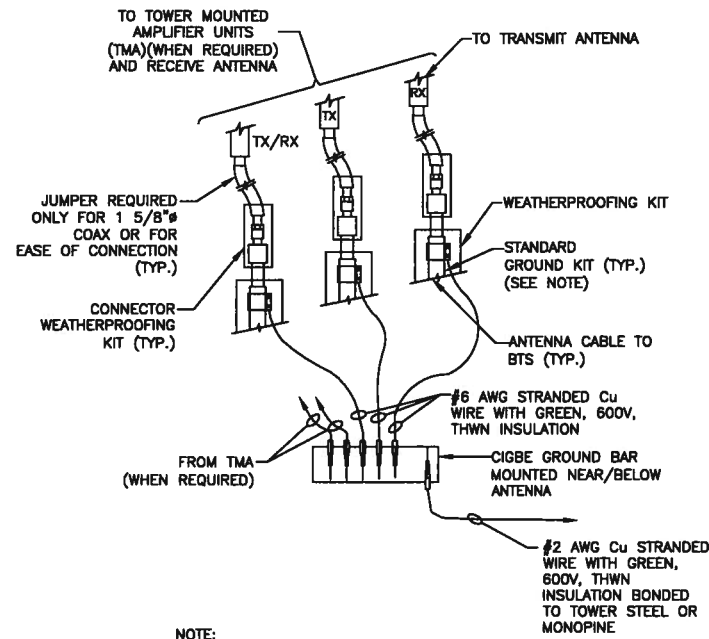 TO TOWER MOUNTED
AMPLIFIER UNITS
(TMA)(WHEN REQUIRED)
AND RECEIVE ANTENNA
TO TRANSMIT ANTENNA
RX
TX
TX/RX
JUMPER REQUIRED
ONLY FOR 1 5/8"ø
COAX OR FOR
EASE OF CONNECTION
(TYP.)
WEATHERPROOFING KIT
STANDARD
GROUND KIT (TYP.)
(SEE NOTE)
CONNECTOR
WEATHERPROOFING
KIT (TYP.)
ANTENNA CABLE TO
BTS (TYP.)
#6 AWG STRANDED Cu
WIRE WITH GREEN, 600V,
THWN INSULATION
FROM TMA
(WHEN REQUIRED)
CIGBE GROUND BAR
MOUNTED NEAR/BELOW
ANTENNA
#2 AWG Cu STRANDED
WIRE WITH GREEN,
600V, THWN
INSULATION BONDED
TO TOWER STEEL OR
MONOPINE
NOTE: